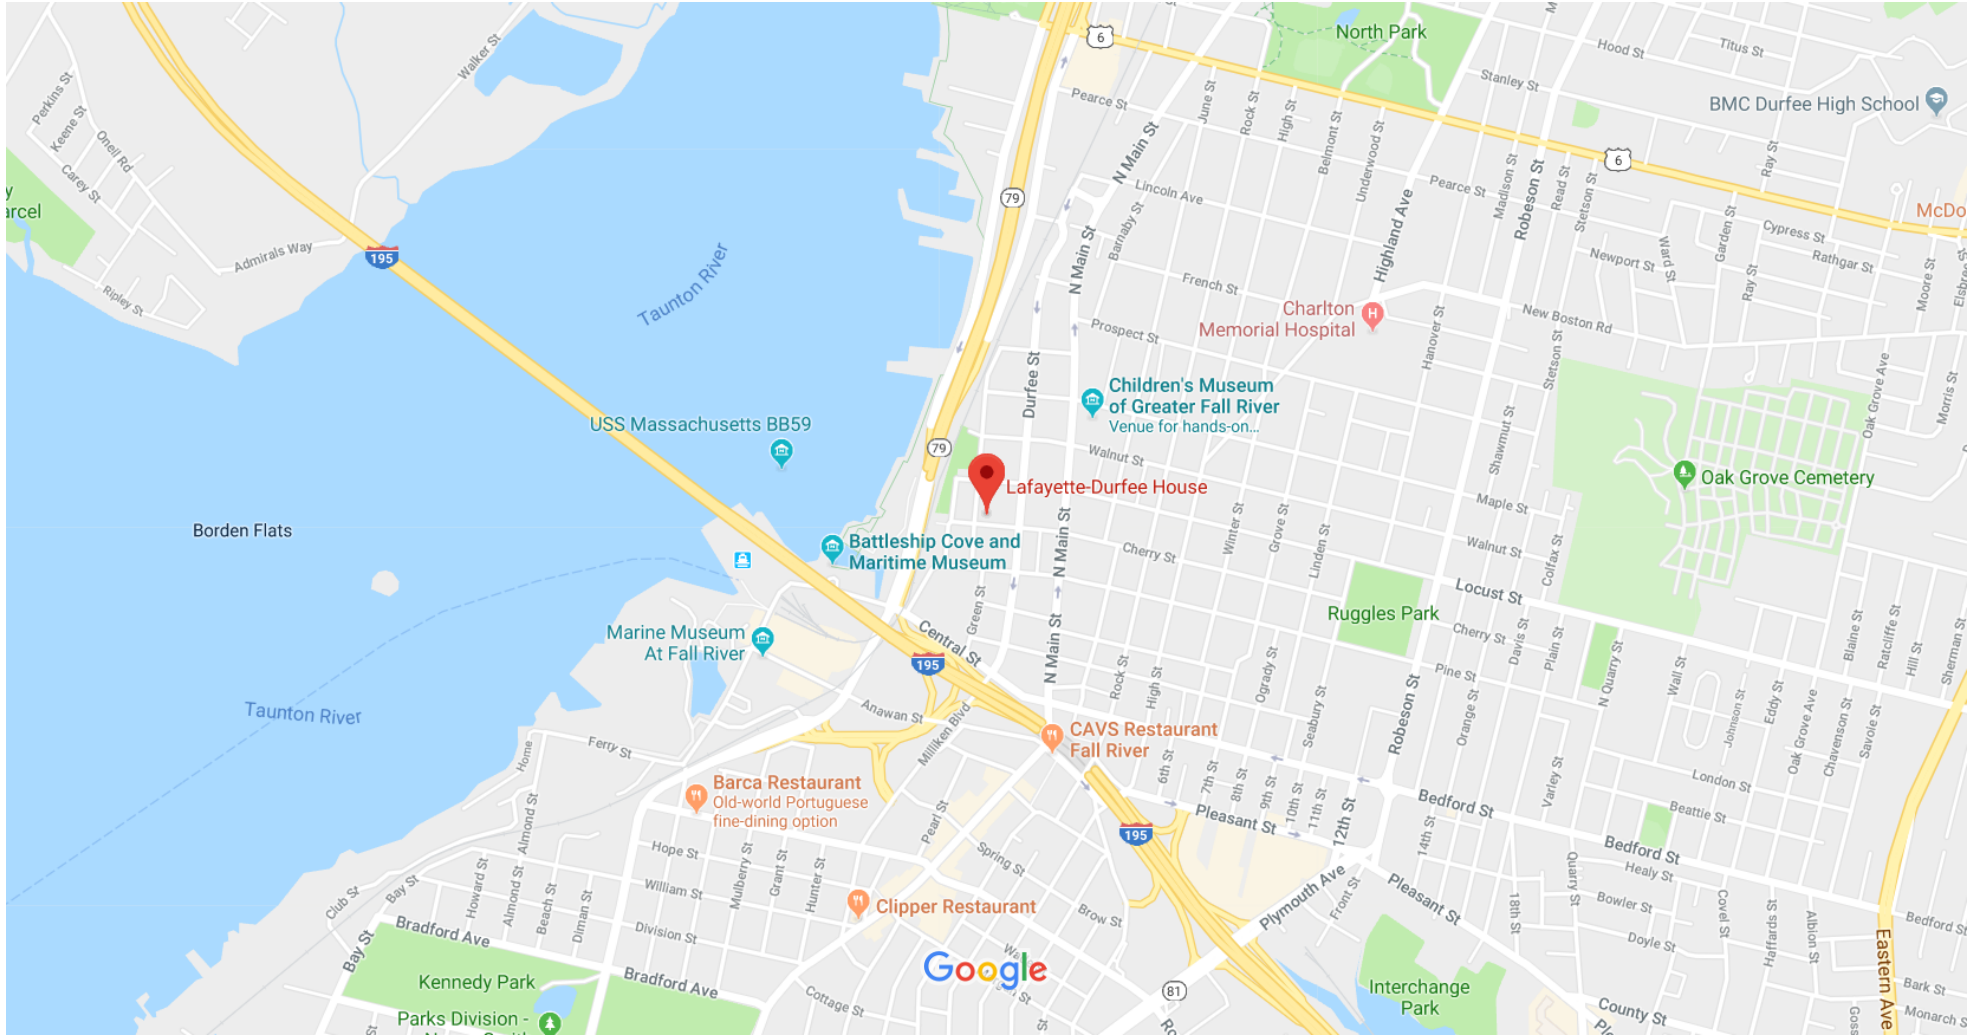 North Park
6
Hood St
Titus St
Stanley St
BMC Durfee High School
Walker St
Perkins St
Keene St
Oneil Rd
Carey St
Pearce St
June St
Rock St
High St
Belmont St
Underwood St
N Main St
Lincoln Ave
Pearce St
Madison St
Robeson St
Read St
Stetson St
Ray St
6
McDo
79
Barnaby St
Highland Ave
Garden St
Ward St
Cypress St
Rathgar St
Newport St
Ray St
Moore St
Admirals Way
195
Ripley St
Taunton River
N Main St
French St
Prospect St
Charlton
Memorial Hospital
Hanover St
New Boston Rd
Stetson St
Durfee St
Children's Museum
of Greater Fall River
Venue for hands-on...
Oak Grove Ave
Morris St
USS Massachusetts BB59
79
Walnut St
Shawmut St
Lafayette-Durfee House
Oak Grove Cemetery
Maple St
Borden Flats
Battleship Cove and
Maritime Museum
N Main St
Cherry St
Winter St
Grove St
Linden St
Walnut St
Colfax St
Locust St
Green St
Ruggles Park
Cherry St
Davis St
Plain St
Pine St
N Quarry St
Wall St
Blaine St
Ratcliffe St
Hill St
Sherman St
Marine Museum
At Fall River
Central St
195
N Main St
Rock St
High St
Ogrady St
Seabury St
Robeson St
Orange St
Johnson St
Eddy St
Oak Grove Ave
Chavenson St
Savoie St
Taunton River
Anawan St
Milliken Blvd
Ferry St
Home
CAVS Restaurant
Fall River
Barca Restaurant
Old-world Portuguese
fine-dining option
6th St
7th St
8th St
9th St
10th St
11th St
12th St
14th St
Varley St
London St
Beattie St
Bedford St
Pleasant St
195
Almond St
Pearl St
Spring St
Hope St
William St
Mulberry St
Grant St
Hunter St
Division St
Club St
Bay St
Howard St
Almond St
Beach St
Diman St
Bradford Ave
Bay St
Clipper Restaurant
Brow St
Plymouth Ave
Front St
Pleasant St
18th St
Quarry St
Bedford St
Healy St
Bowler St
Doyle St
Covel St
Haffards St
Albion St
Bedford St
Eastern Ave
Kennedy Park
Bradford Ave
Cottage St
Google
81
Interchange
Park
County St
Bark St
Monarch S
Parks Division -